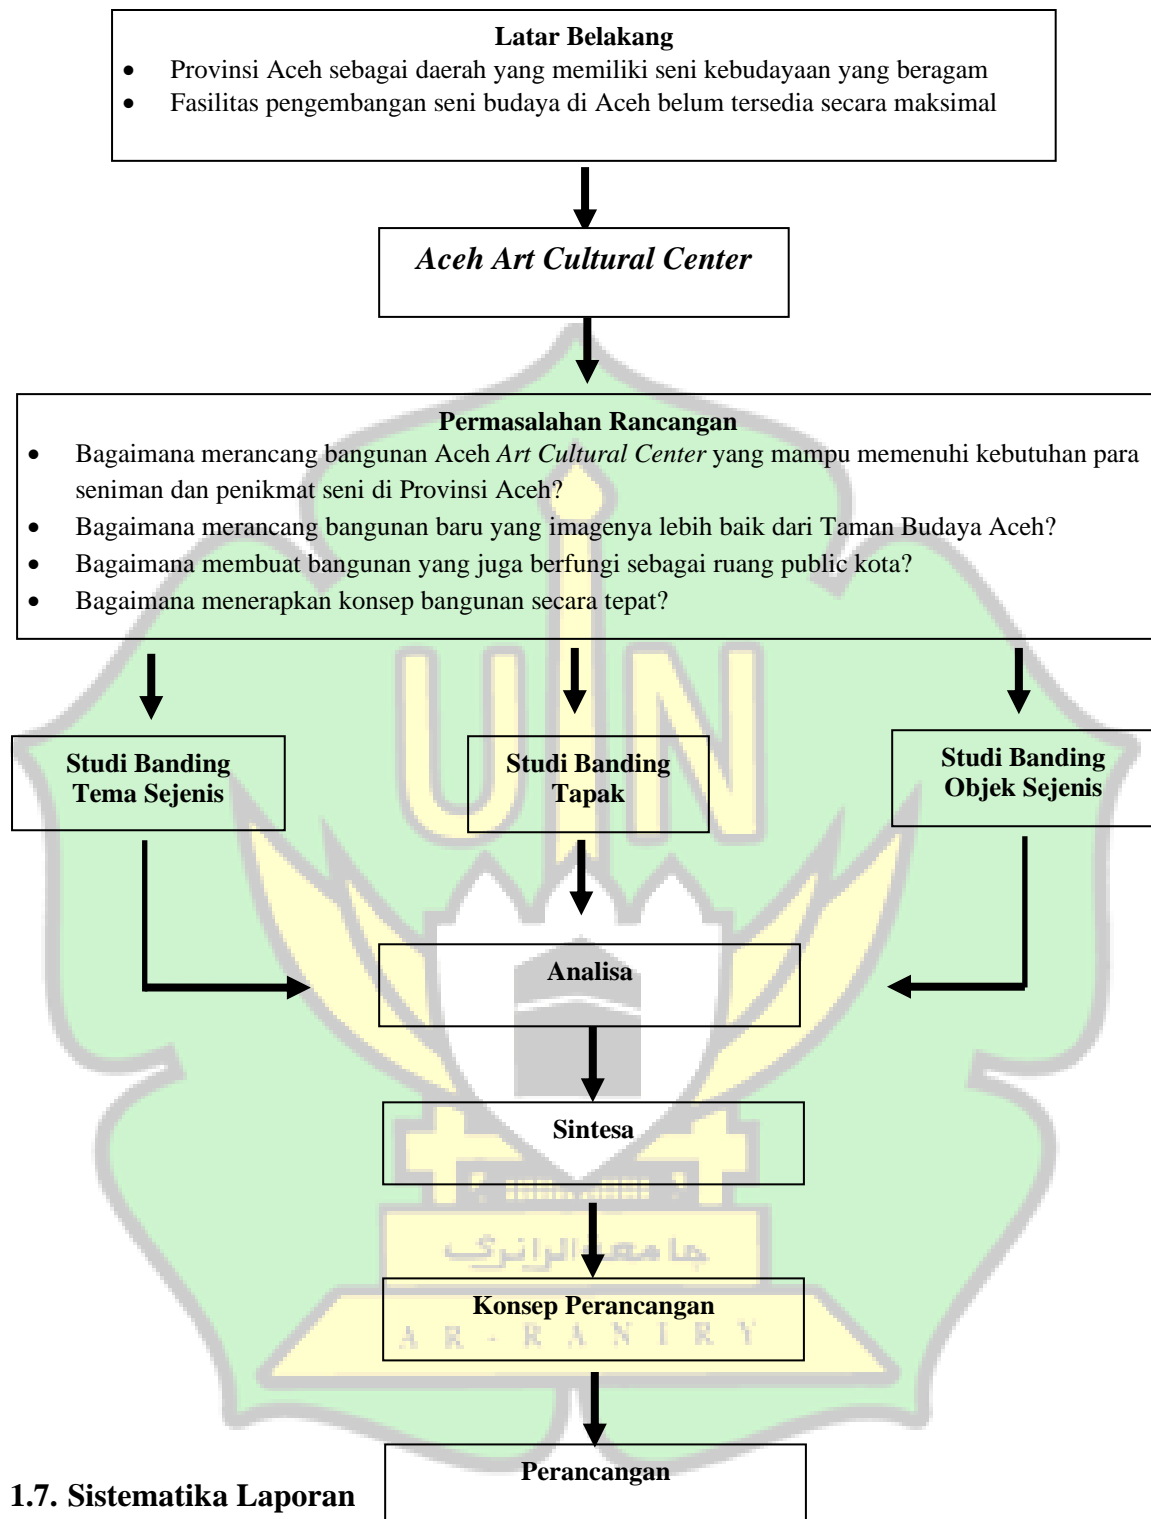 Latar Belakang
• Provinsi Aceh sebagai daerah yang memiliki seni kebudayaan yang beragam
• Fasilitas pengembangan seni budaya di Aceh belum tersedia secara maksimal
Aceh Art Cultural Center
Permasalahan Rancangan
• Bagaimana merancang bangunan Aceh Art Cultural Center yang mampu memenuhi kebutuhan para
seniman dan penikmat seni di Provinsi Aceh?
• Bagaimana merancang bangunan baru yang imagenya lebih baik dari Taman Budaya Aceh?
• Bagaimana membuat bangunan yang juga berfungi sebagai ruang public kota?
• Bagaimana menerapkan konsep bangunan secara tepat?
UIN
Studi Banding
Tema Sejenis
Studi Banding
Tapak
Studi Banding
Objek Sejenis
Analisa
Sintesa
جامعة الرانري
Konsep Perancangan
AR-RANIRY
Perancangan
1.7. Sistematika Laporan